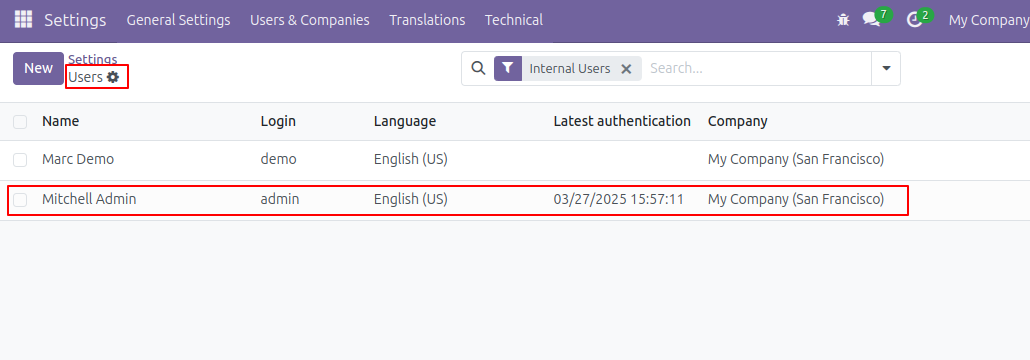 Settings General Settings Users & Companies Translations Technical 7 2 My Company
New Settings
Users Internal Users Search...
Name Login Language Latest authentication Company
Marc Demo demo English (US) My Company (San Francisco)
Mitchell Admin admin English (US) 03/27/2025 15:57:11 My Company (San Francisco)